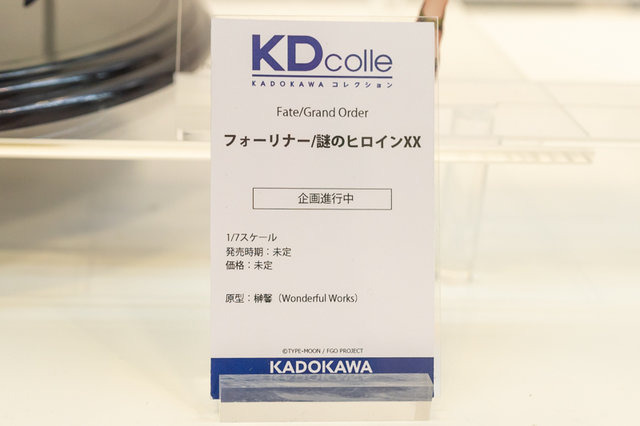 KDcolle
KADOKAWA コレクション
Fate/Grand Order
フォーリナー/謎のヒロインXX
企画進行中
1/7スケール
発売時期：未定
価格：未定
原型：榊馨（Wonderful Works）
©TYPE-MOON / FGO PROJECT
KADOKAWA